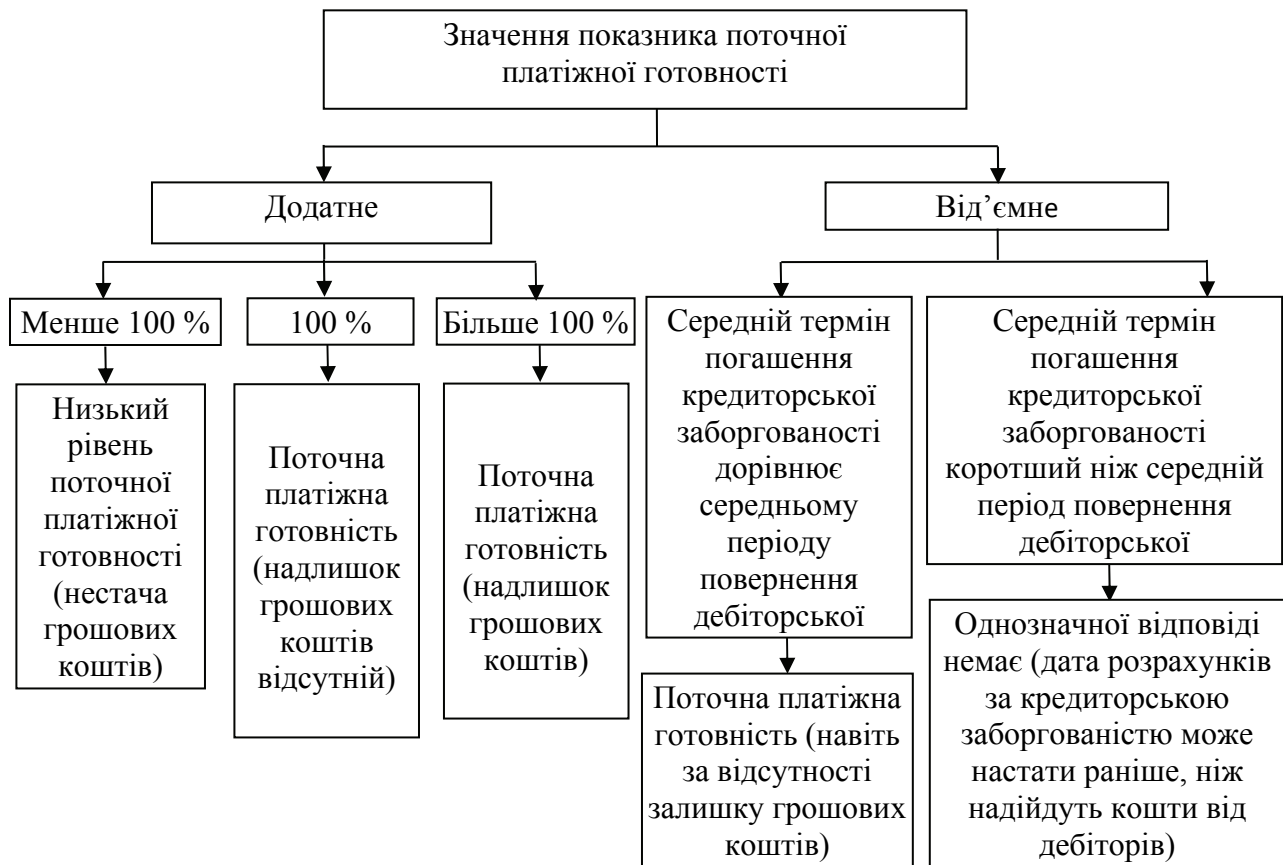 Значення показника поточної
платіжної готовності
Додатне
Від’ємне
Менше 100 %
100 %
Більше 100 %
Низький
рівень
поточної
платіжної
готовності
(нестача
грошових
коштів)
Поточна
платіжна
готовність
(надлишок
грошових
коштів
відсутній)
Поточна
платіжна
готовність
(надлишок
грошових
коштів)
Середній термін
погашення
кредиторської
заборгованості
дорівнює
середньому
періоду
повернення
дебіторської
Середній термін
погашення
кредиторської
заборгованості
коротший ніж середній
період повернення
дебіторської
Поточна платіжна
готовність (навіть
за відсутності
залишку грошових
коштів)
Однозначної відповіді
немає (дата розрахунків
за кредиторською
заборгованістю може
настати раніше, ніж
надійдуть кошти від
дебіторів)